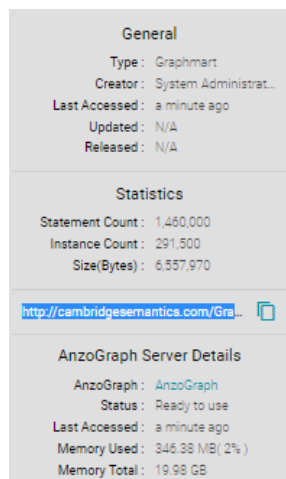 General
Type : Graphmart
Creator : System Administrat...
Last Accessed : a minute ago
Updated : N/A
Released : N/A
Statistics
Statement Count : 1,460,000
Instance Count : 291,500
Size(Bytes) : 6,557,970
http://cambridgesemantics.com/Gra...
AnzoGraph Server Details
AnzoGraph : AnzoGraph
Status : Ready to use
Last Accessed : a minute ago
Memory Used : 346.38 MB( 2% )
Memory Total : 19.98 GB